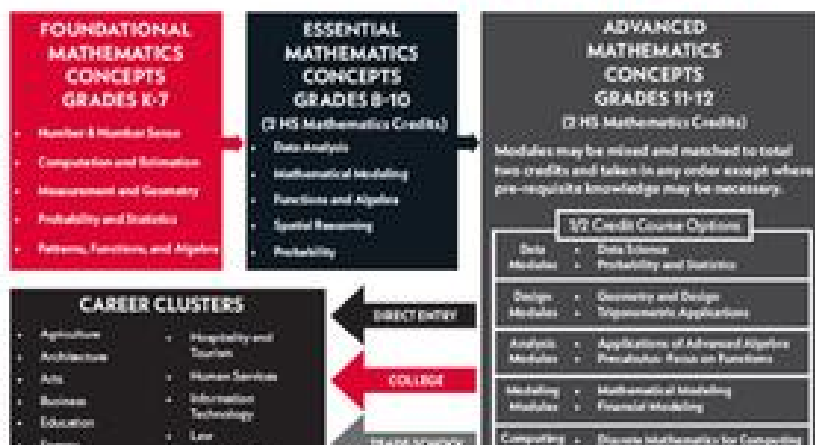 FOUNDATIONAL
MATHEMATICS
CONCEPTS
GRADES K-7
• Number & Number Sense
• Computation and Estimation
• Measurement and Geometry
• Probability and Statistics
• Patterns, Functions, and Algebra
ESSENTIAL
MATHEMATICS
CONCEPTS
GRADES 8-10
(2 HS Mathematics Credits)
• Data Analysis
• Mathematical Modeling
• Functions and Algebra
• Spatial Reasoning
• Probability
ADVANCED
MATHEMATICS
CONCEPTS
GRADES 11-12
(2 HS Mathematics Credits)
Modules may be mixed and matched to total
two credits and taken in any order except where
pre-requisite knowledge may be necessary.
1/2 Credit Course Options
Data
Modules
• Data Science
• Probability and Statistics
Design
Modules
• Geometry and Design
• Trigonometric Applications
Analysis
Modules
• Applications of Advanced Algebra
• Precalculus: Focus on Functions
Modeling
Modules
• Mathematical Modeling
• Financial Modeling
Computing
• Discrete Mathematics for Computing
CAREER CLUSTERS
• Agriculture
• Architecture
• Arts
• Business
• Education
• Hospitality and
Tourism
• Human Services
• Information
Technology
• Law
DIRECT ENTRY
COLLEGE
TRADE SCHOOL